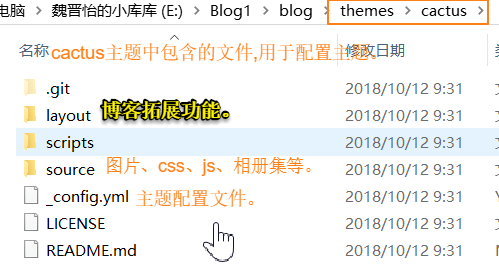 电脑 > 魏晋怡的小库库 (E:) > Blog1 > blog > themes > cactus >
名称 cactus主题中包含的文件,用于配置主题。 修改日期
.git 2018/10/12 9:31
layout 博客拓展功能。 2018/10/12 9:31
scripts 2018/10/12 9:31
source 图片、css、js、相册集等。 2018/10/12 9:31
_config.yml 主题配置文件。 2018/10/12 9:31
LICENSE 2018/10/12 9:31
README.md 2018/10/12 9:31